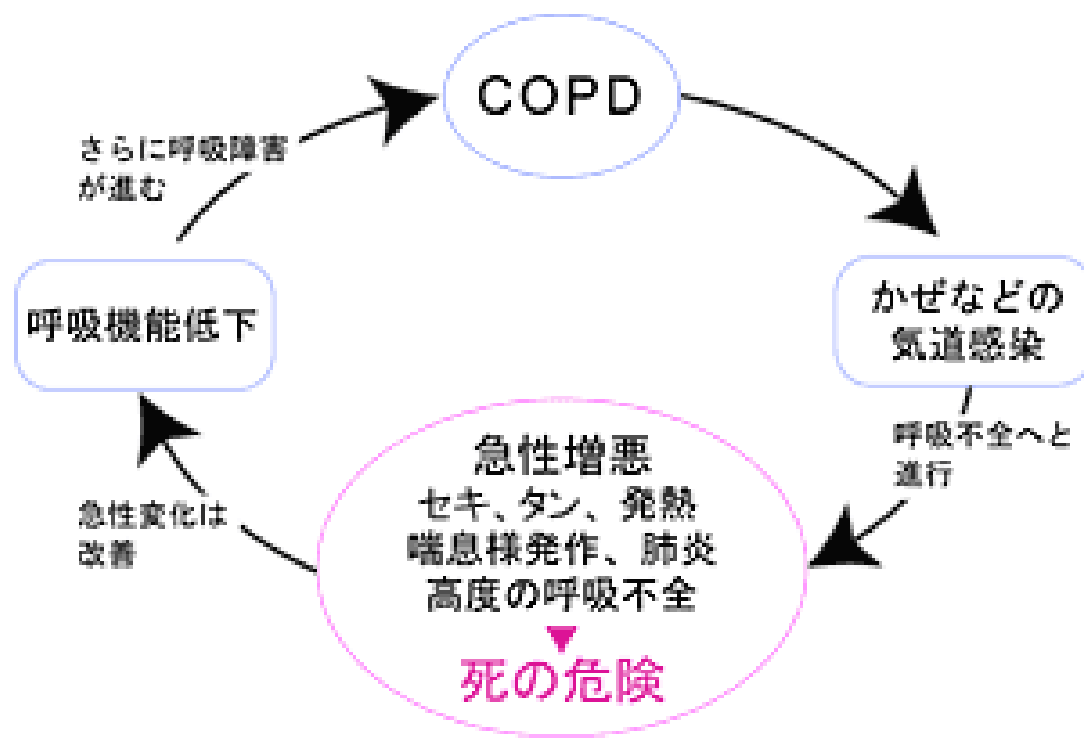 COPD
さらに呼吸障害
が進む
呼吸機能低下
かぜなどの
気道感染
呼吸不全へと
進行
急性増悪
セキ、タン、発熱
喘息様発作、肺炎
高度の呼吸不全
死の危険
急性変化は
改善